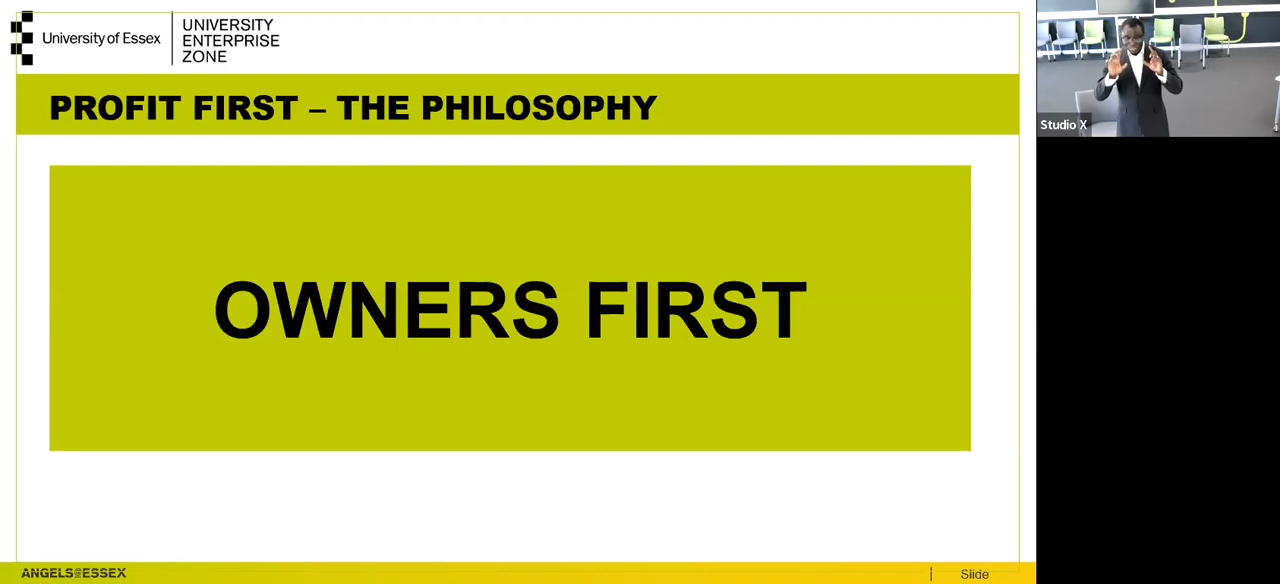 University of Essex
UNIVERSITY
ENTERPRISE
ZONE
PROFIT FIRST – THE PHILOSOPHY
OWNERS FIRST
Studio X
ANGELS@ESSEX
Slide